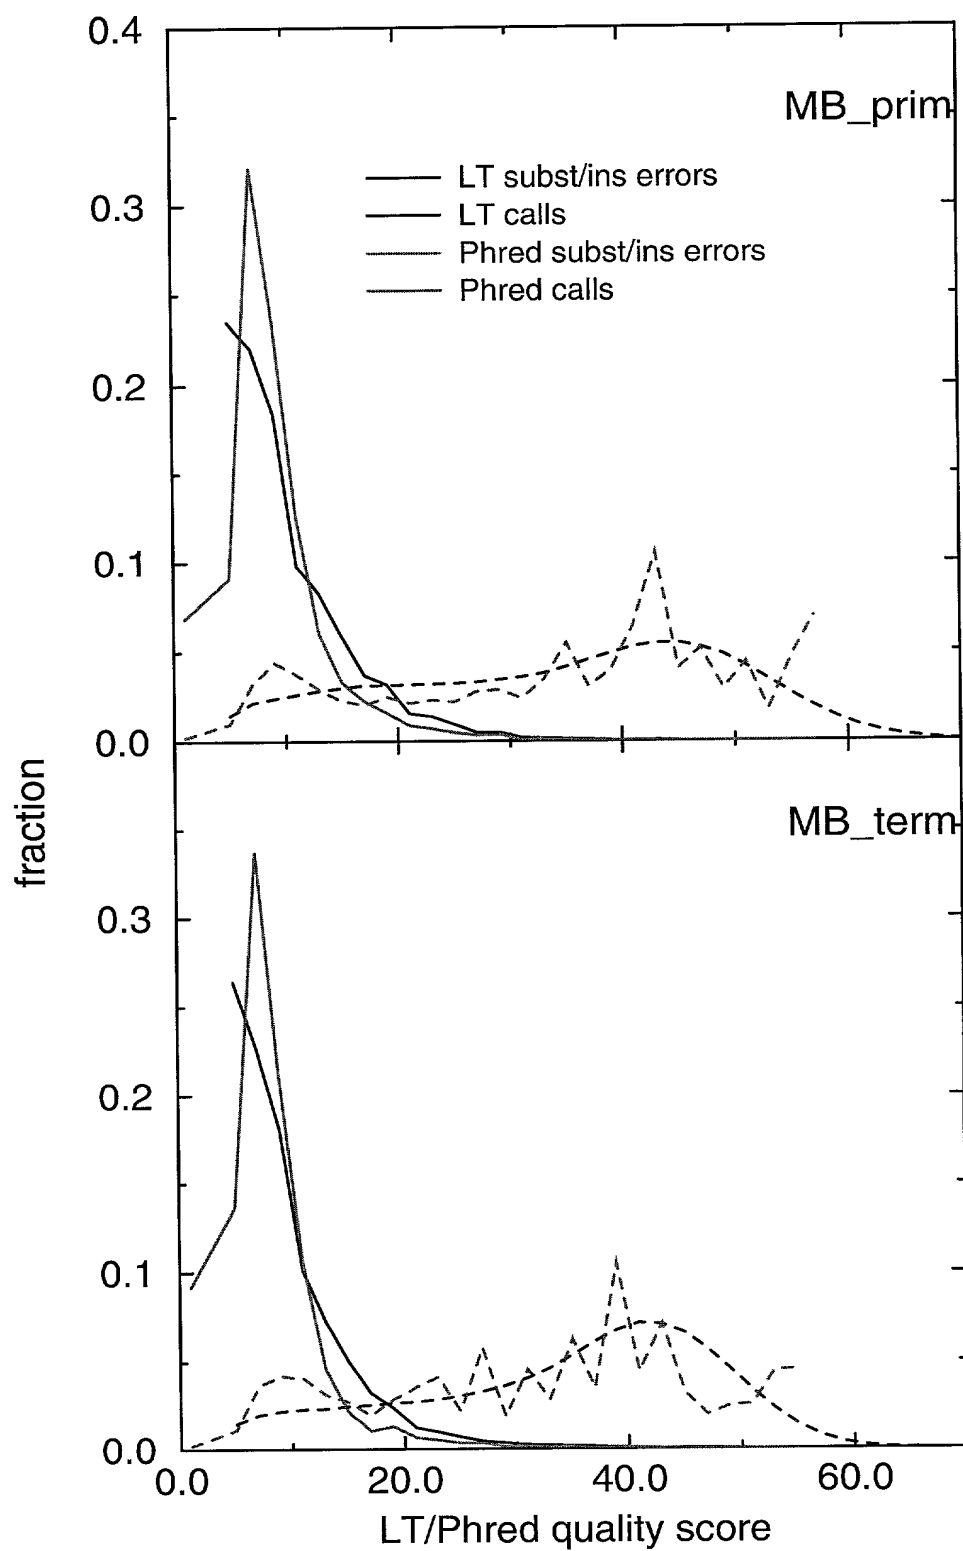 0.4
MB_prim
LT subst/ins errors
LT calls
0.3
Phred subst/ins errors
Phred calls
0.2
0.1
0.0
MB_term
fraction
0.3
0.2
0.1
0.0
0.0 20.0 40.0 60.0
LT/Phred quality score